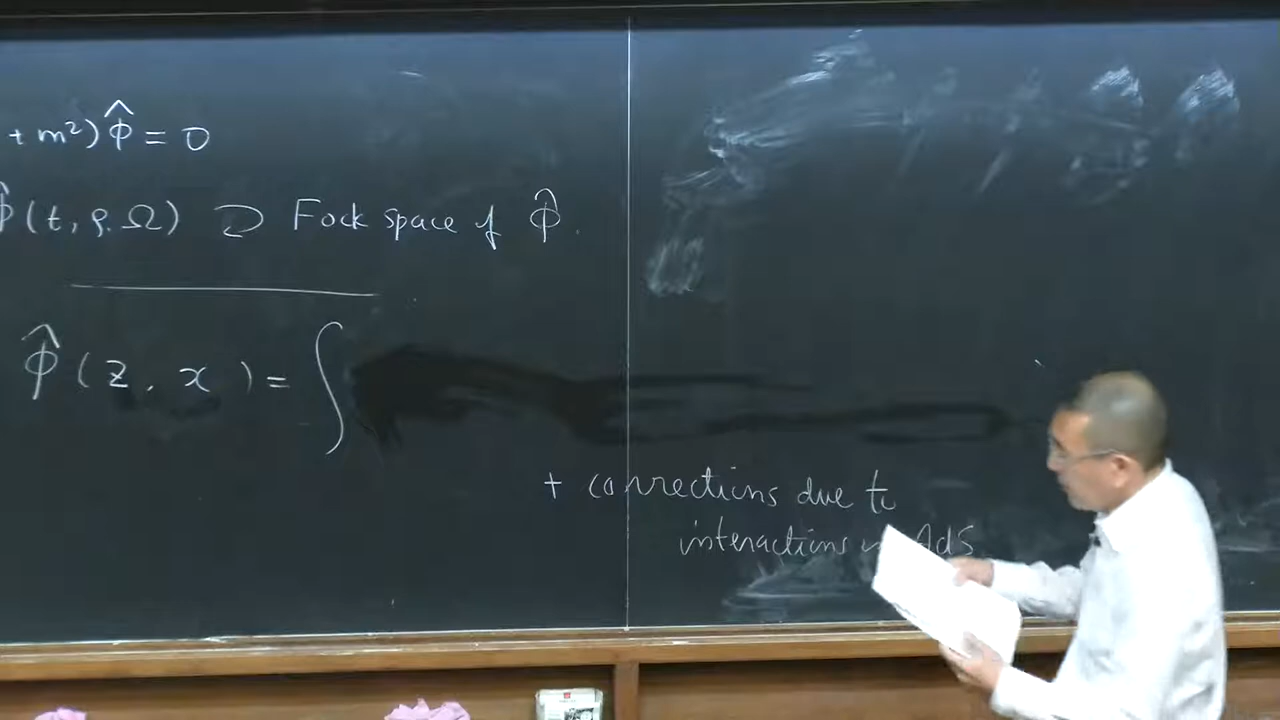 + m²) Φ̂ = 0
Φ̂ (t, ρ, Ω) ⊃ Fock space of Φ̂.
Φ̂ (z, x) = ∫
+ corrections due to
interactions in AdS